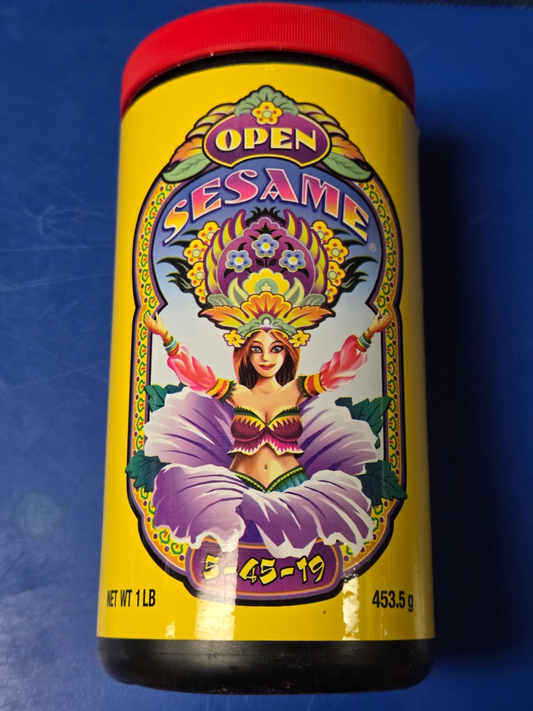 OPEN
SESAME®
5-45-19
NET WT 1 LB
453.5 g